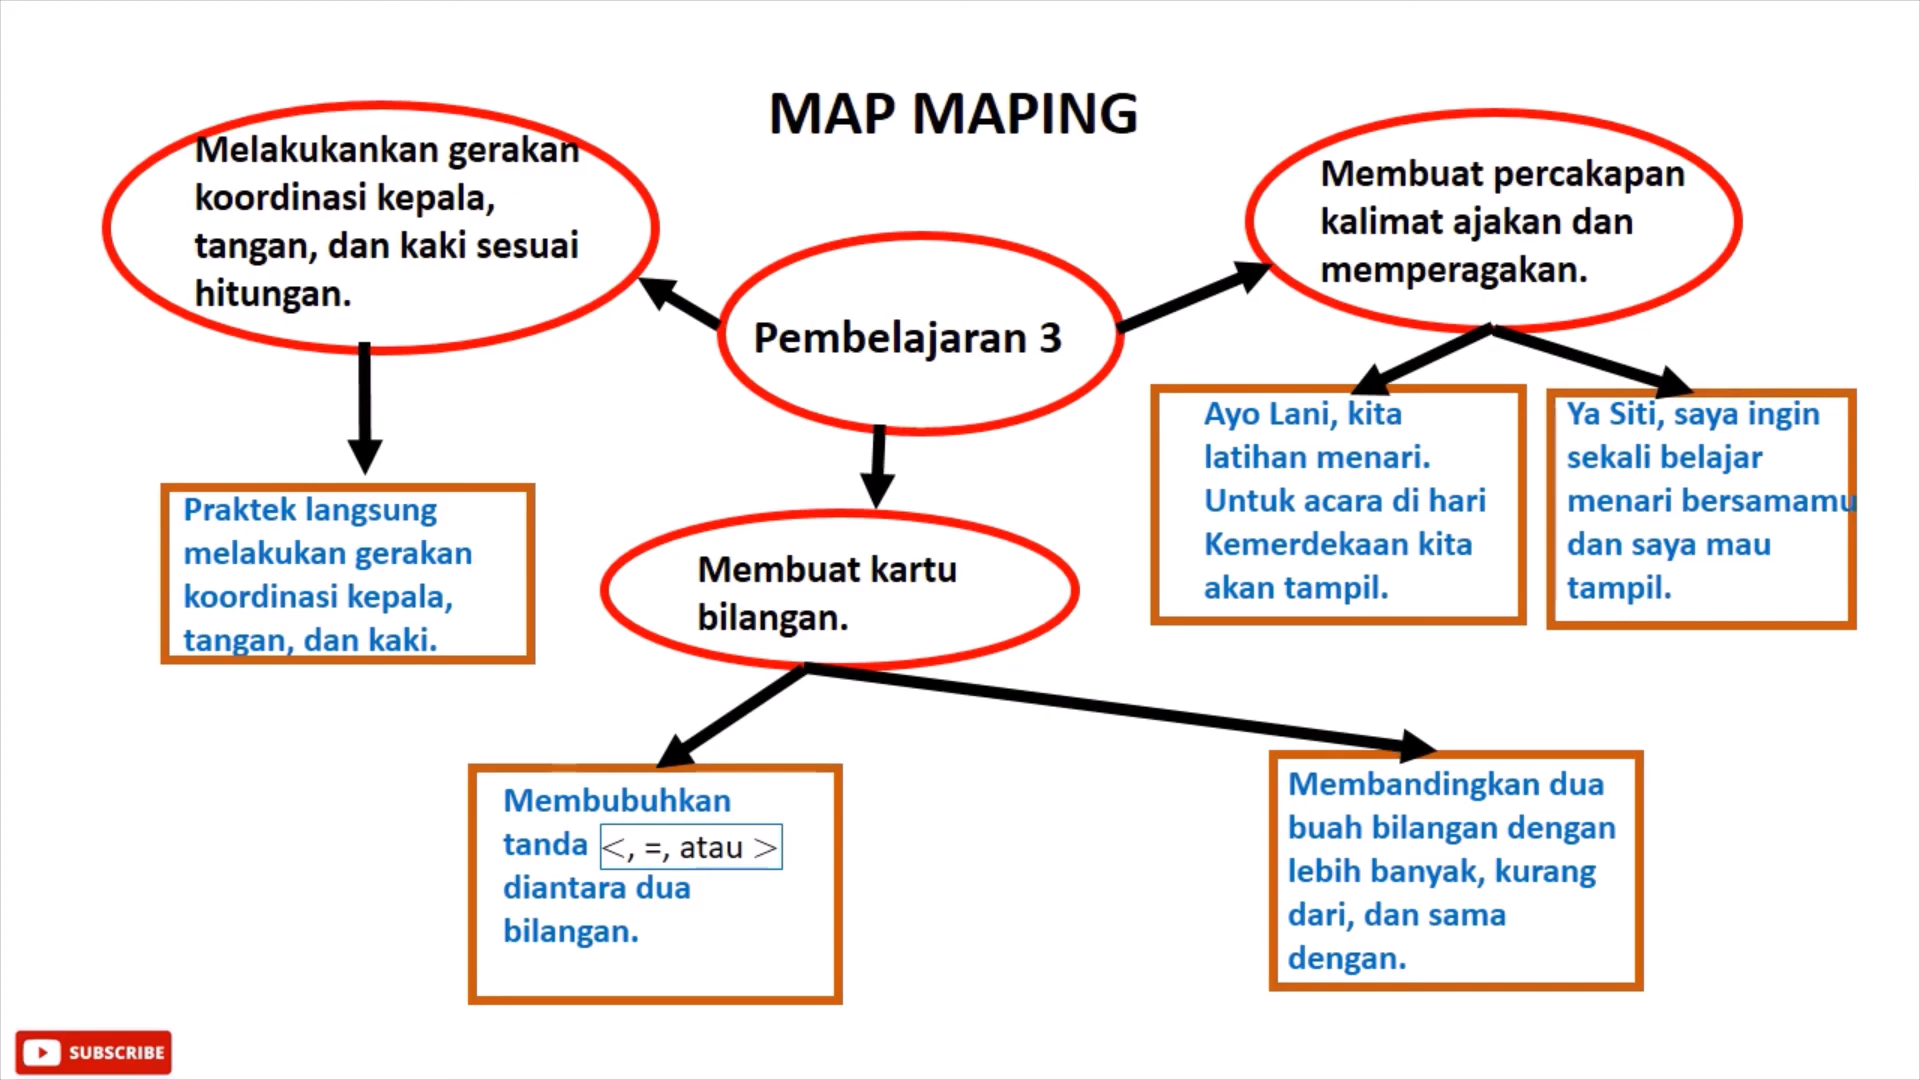 MAP MAPING
Melakukankan gerakan
koordinasi kepala,
tangan, dan kaki sesuai
hitungan.
Membuat percakapan
kalimat ajakan dan
memperagakan.
Pembelajaran 3
Ayo Lani, kita
latihan menari.
Untuk acara di hari
Kemerdekaan kita
akan tampil.
Ya Siti, saya ingin
sekali belajar
menari bersamamu
dan saya mau
tampil.
Praktek langsung
melakukan gerakan
koordinasi kepala,
tangan, dan kaki.
Membuat kartu
bilangan.
Membubuhkan
tanda <, =, atau >
diantara dua
bilangan.
Membandingkan dua
buah bilangan dengan
lebih banyak, kurang
dari, dan sama
dengan.
SUBSCRIBE